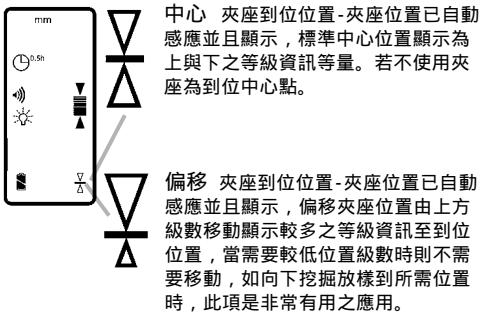 mm
0.5h
中心 夾座到位位置-夾座位置已自動
感應並且顯示，標準中心位置顯示為
上與下之等級資訊等量。若不使用夾
座為到位中心點。
偏移 夾座到位位置-夾座位置已自動
感應並且顯示，偏移夾座位置由上方
級數移動顯示較多之等級資訊至到位
位置，當需要較低位置級數時則不需
要移動，如向下挖掘放樣到所需位置
時，此項是非常有用之應用。